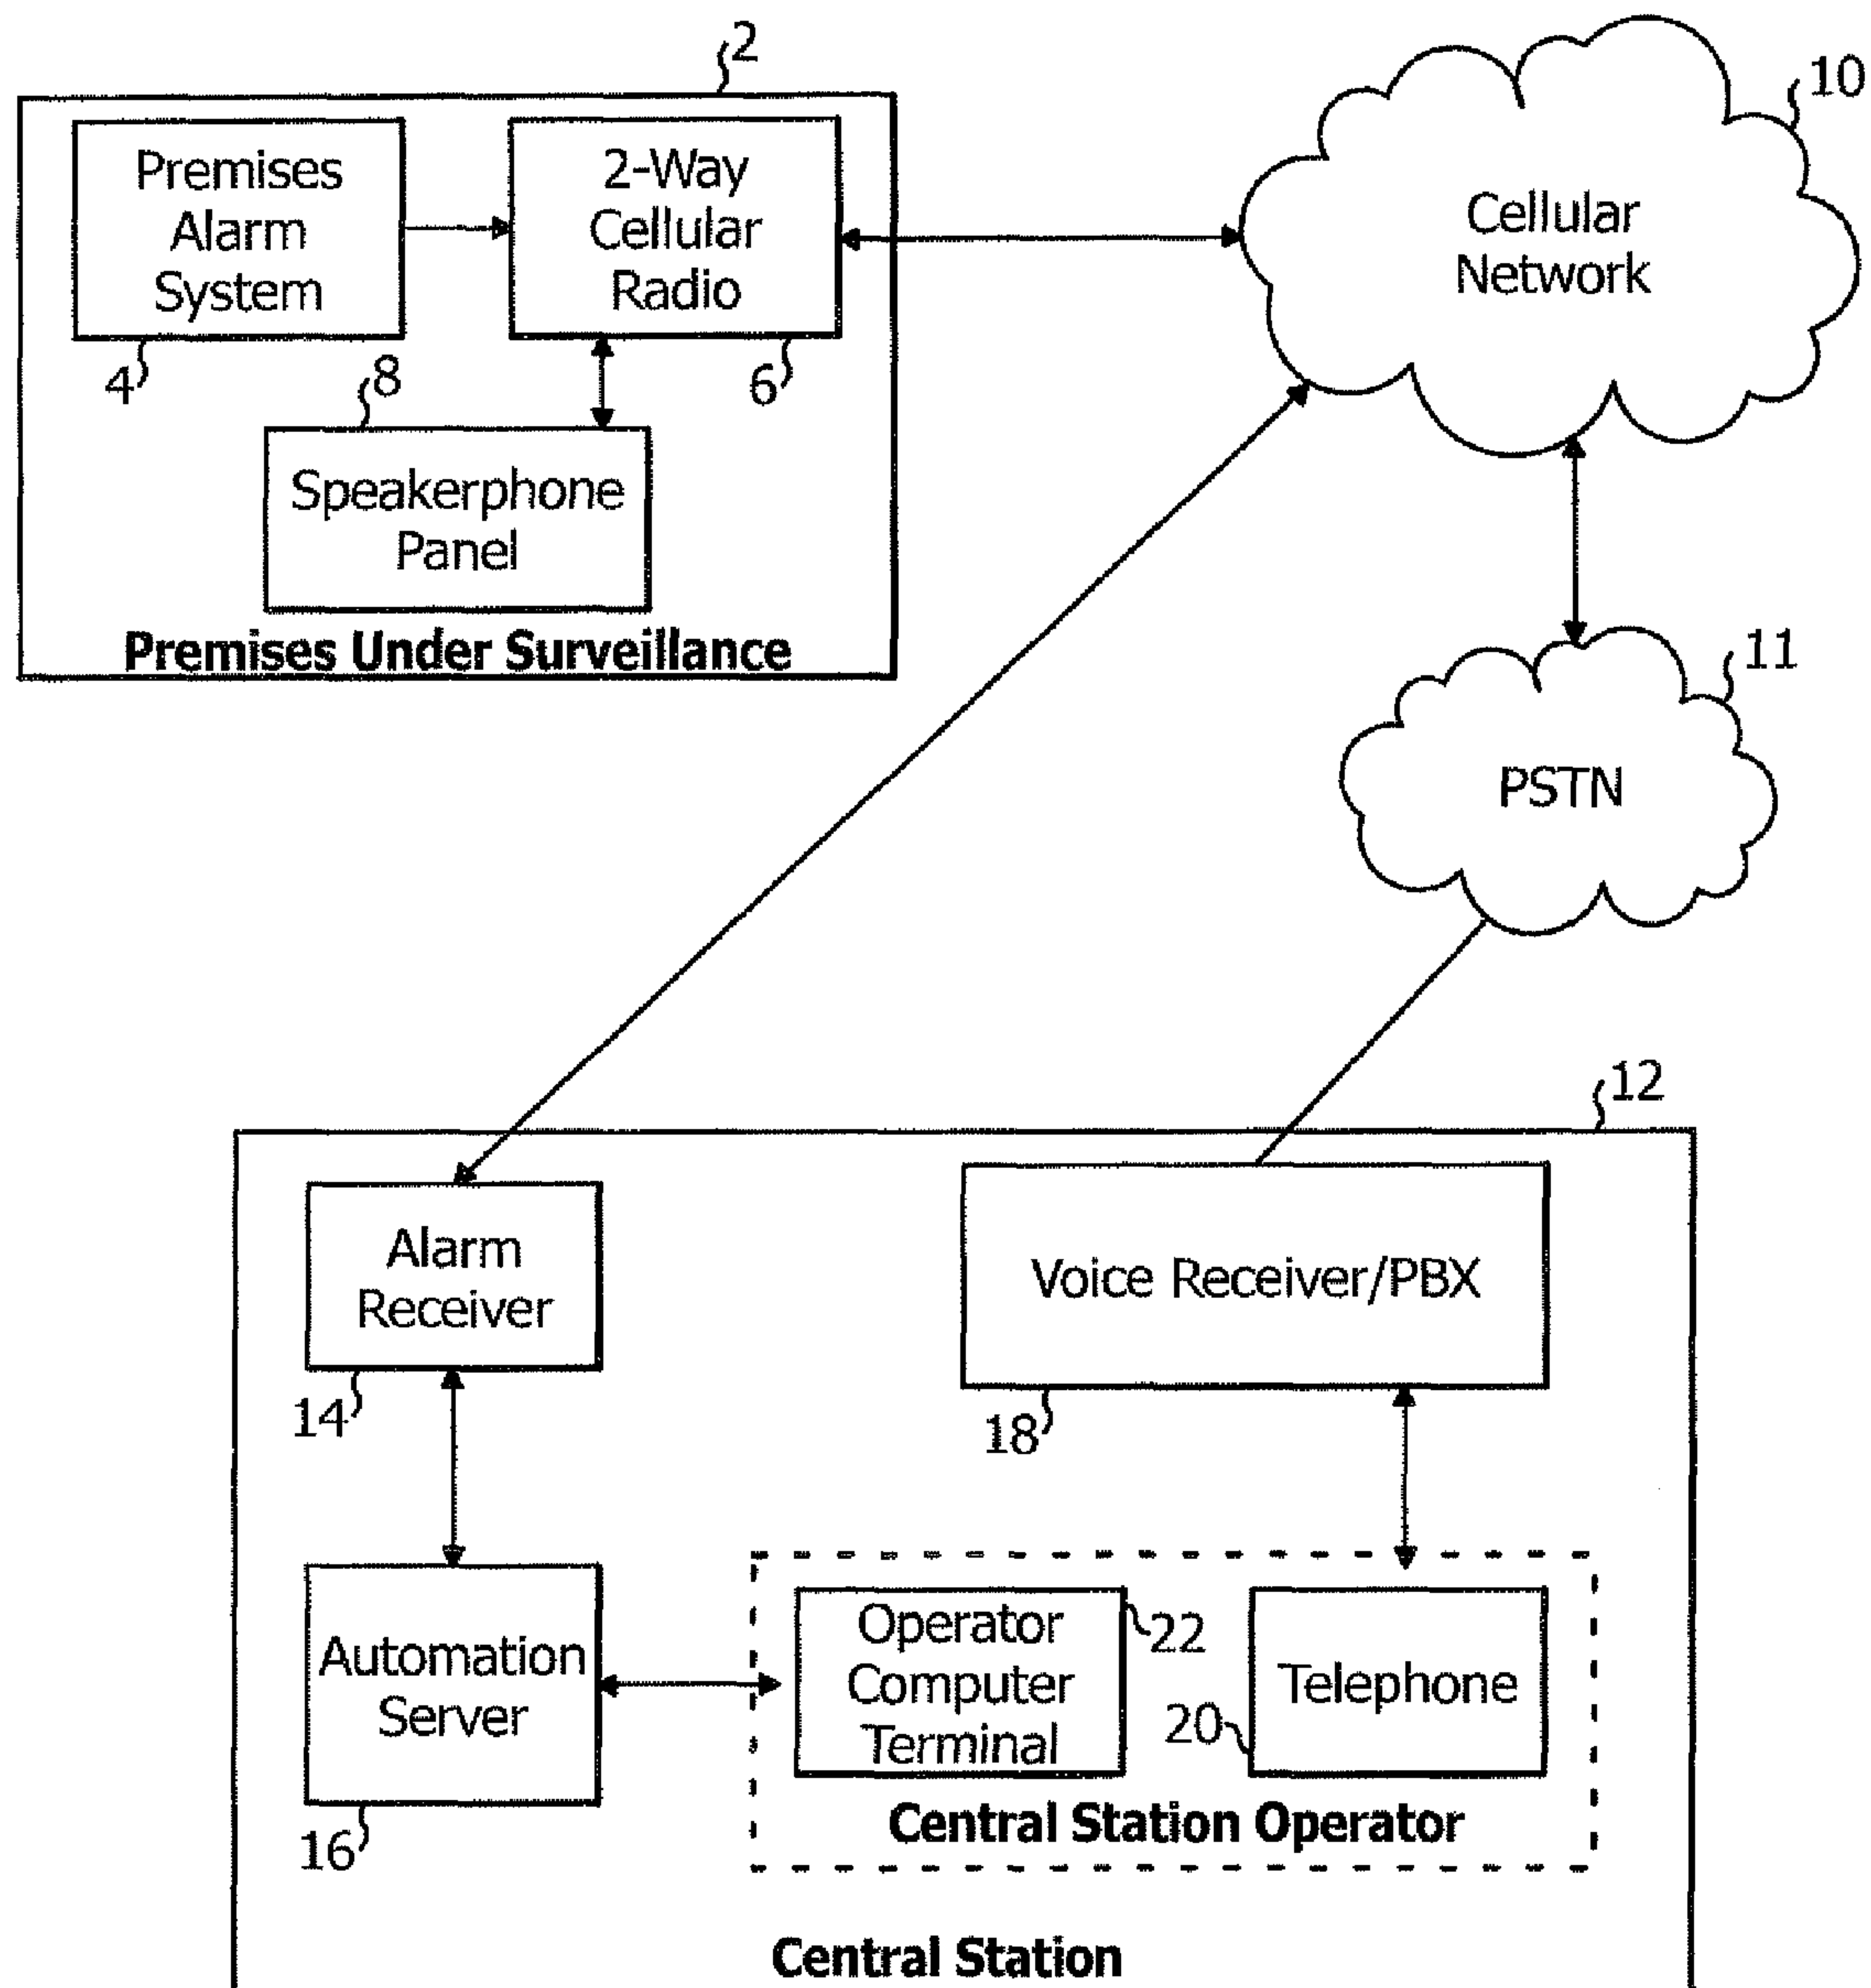 2
10
Premises
Alarm
System
2-Way
Cellular
Radio
Cellular
Network
4
8
6
Speakerphone
Panel
Premises Under Surveillance
11
PSTN
12
Alarm
Receiver
Voice Receiver/PBX
14
18
Automation
Server
Operator
Computer
Terminal
22
Telephone
20
16
Central Station Operator
Central Station